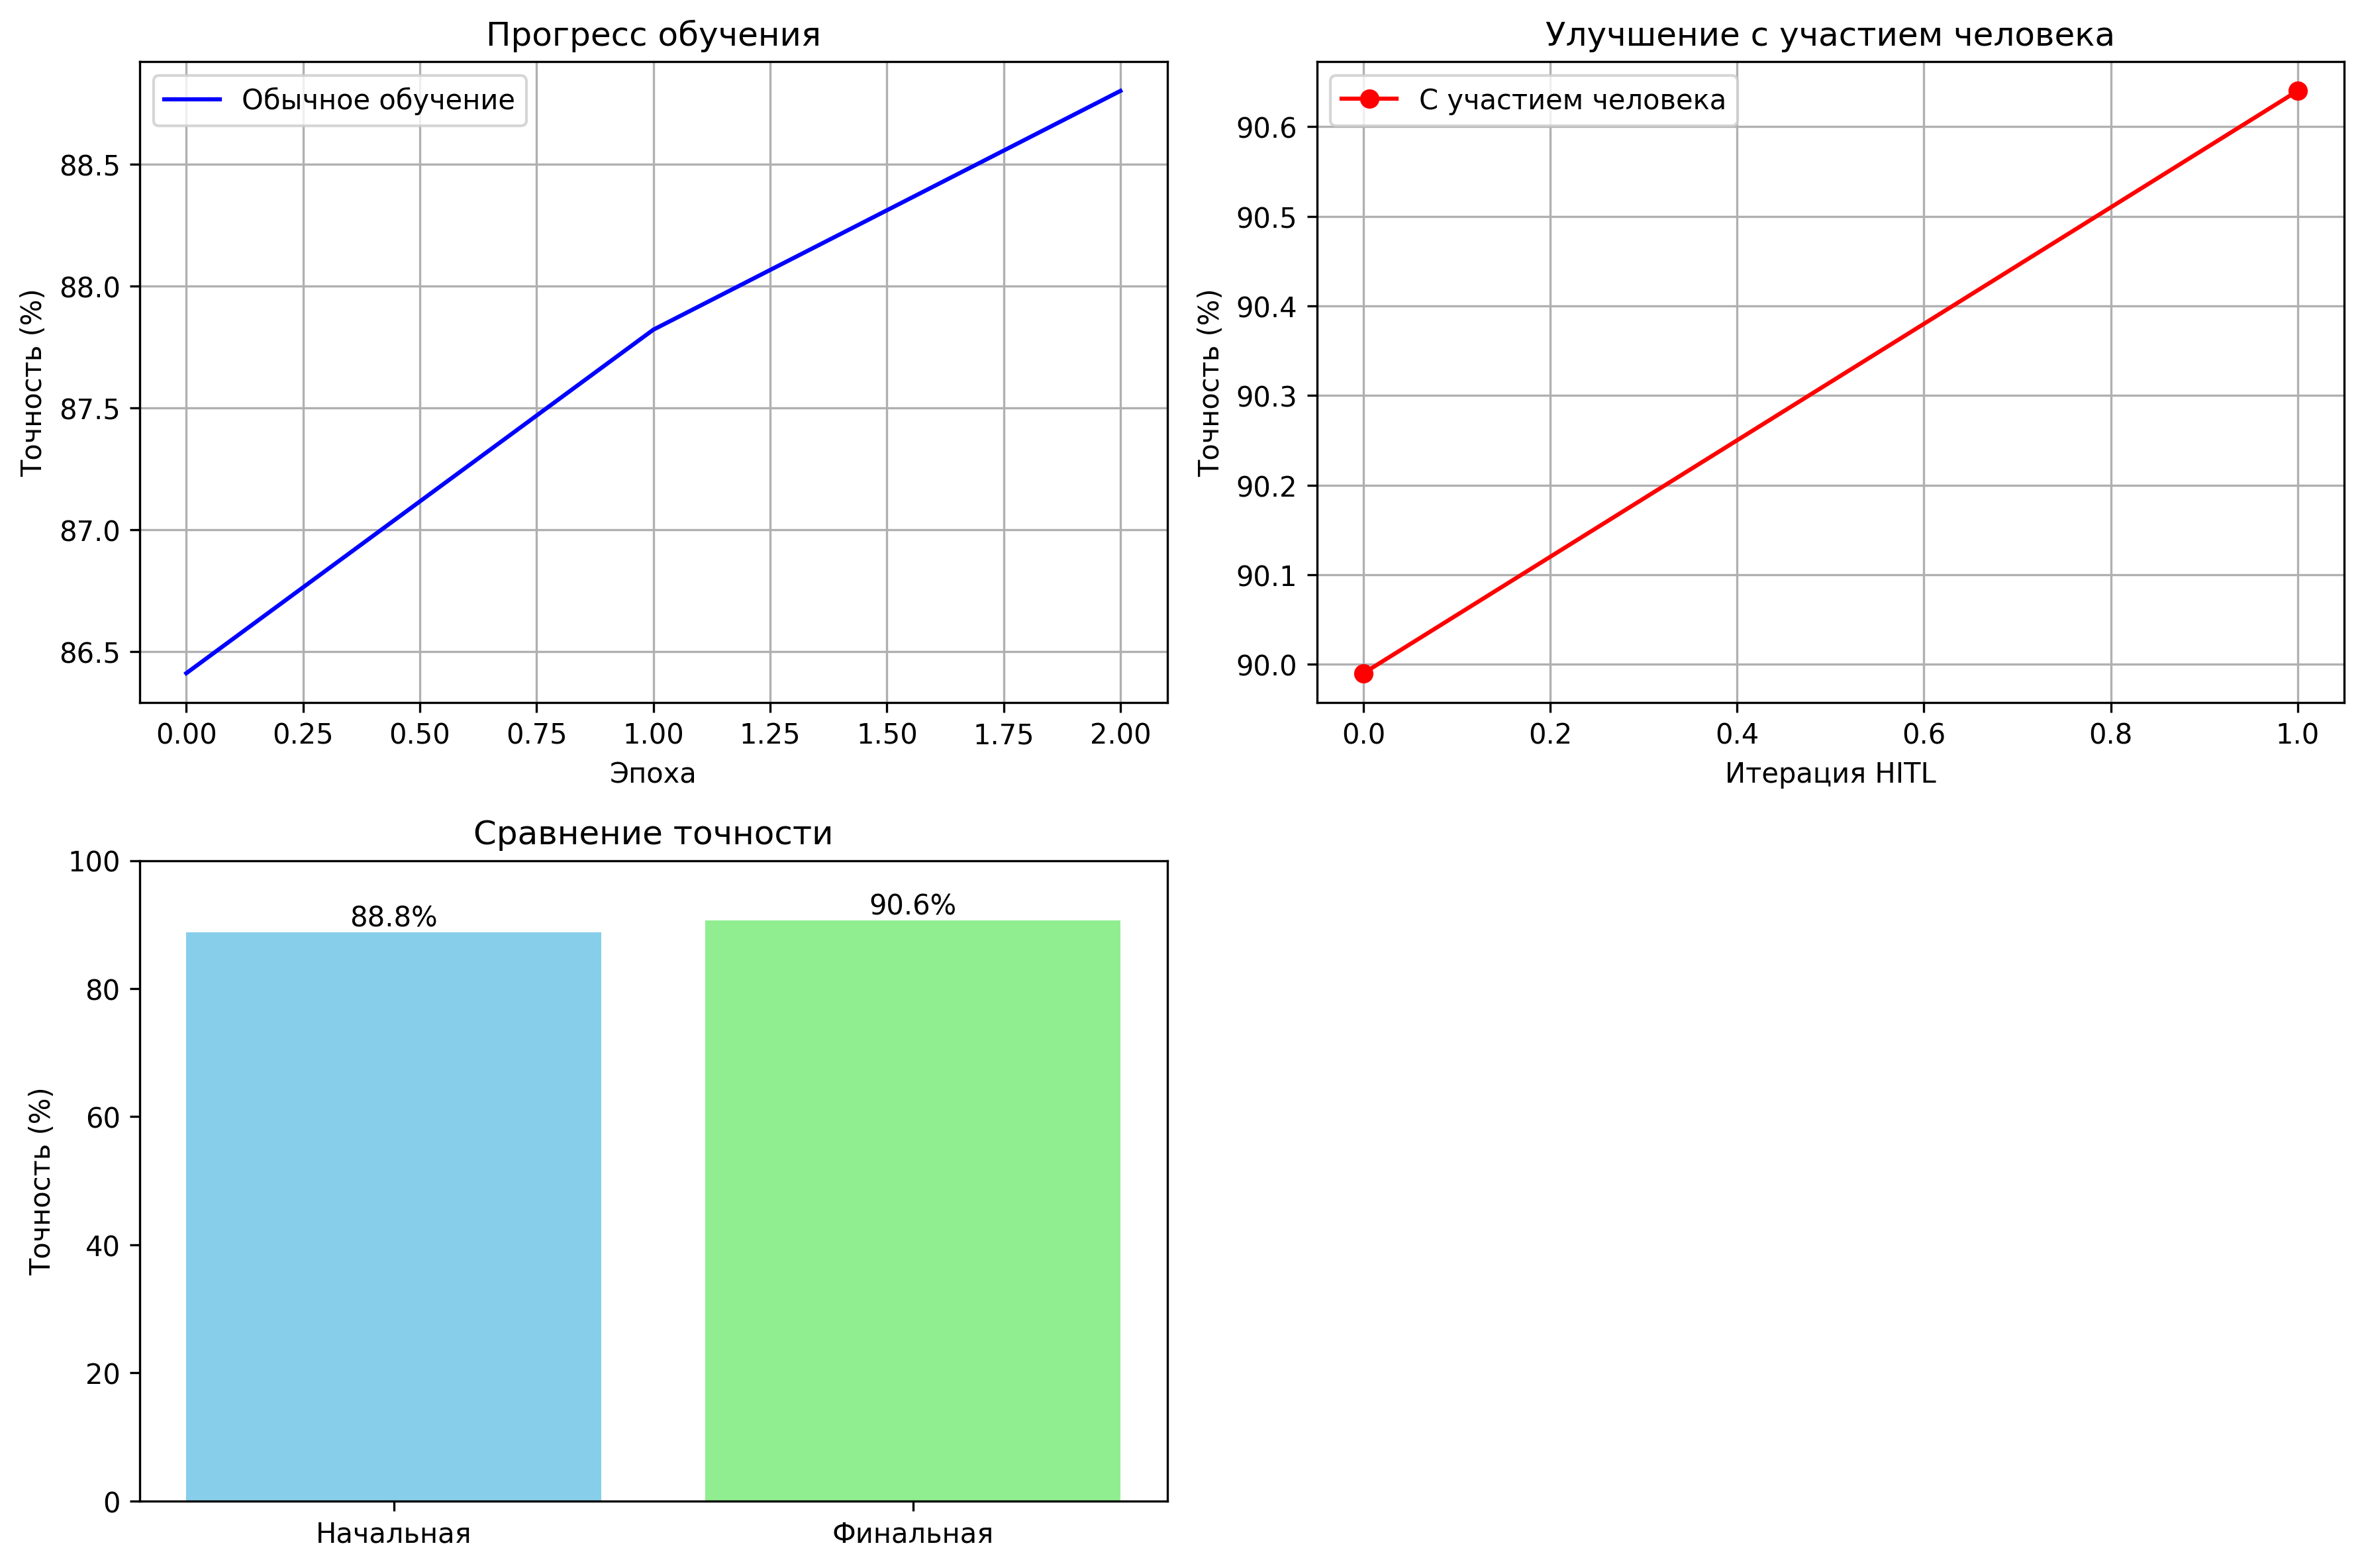 Прогресс обучения
Обычное обучение
Точность (%)
88.5
88.0
87.5
87.0
86.5
0.00 0.25 0.50 0.75 1.00 1.25 1.50 1.75 2.00
Эпоха
Улучшение с участием человека
С участием человека
Точность (%)
90.6
90.5
90.4
90.3
90.2
90.1
90.0
0.0 0.2 0.4 0.6 0.8 1.0
Итерация HITL
Сравнение точности
Точность (%)
100
80
60
40
20
0
88.8% 90.6%
Начальная Финальная